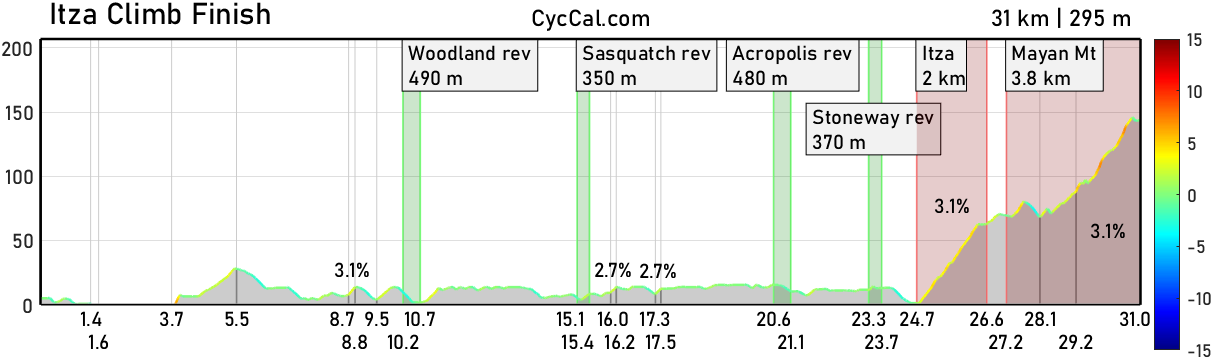 Itza Climb Finish
CycCal.com
31 km | 295 m
200
150
100
50
0
Woodland rev
490 m
Sasquatch rev
350 m
Acropolis rev
480 m
Stoneway rev
370 m
Itza
2 km
Mayan Mt
3.8 km
3.1%
2.7% 2.7%
3.1%
3.1%
1.4 3.7 5.5 8.7 9.5 10.7 15.1 16.0 17.3 20.6 23.3 24.7 26.6 28.1 31.0
1.6 8.8 10.2 15.4 16.2 17.5 21.1 23.7 27.2 29.2
15
10
5
0
−5
−10
−15